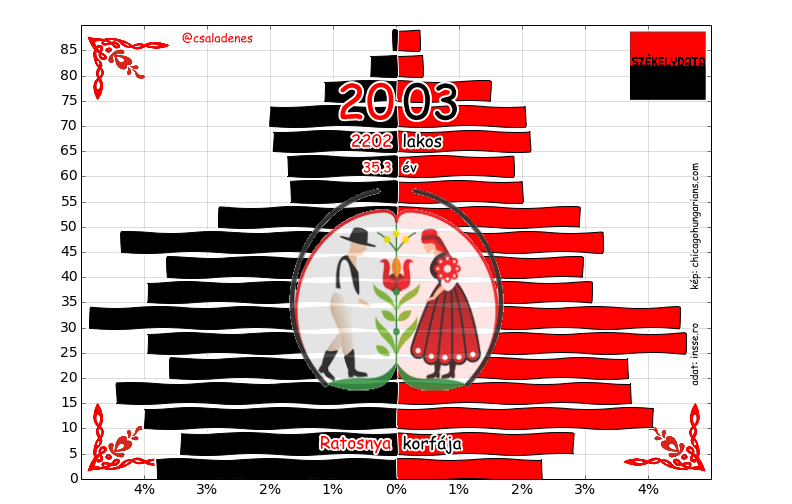 @csaladenes
SZÉKELYDATA
2003
2202 lakos
35.3 év
kép: chicagohungarians.com
adat: insse.ro
Ratosnya korfája
85
80
75
70
65
60
55
50
45
40
35
30
25
20
15
10
5
0
4% 3% 2% 1% 0% 1% 2% 3% 4%